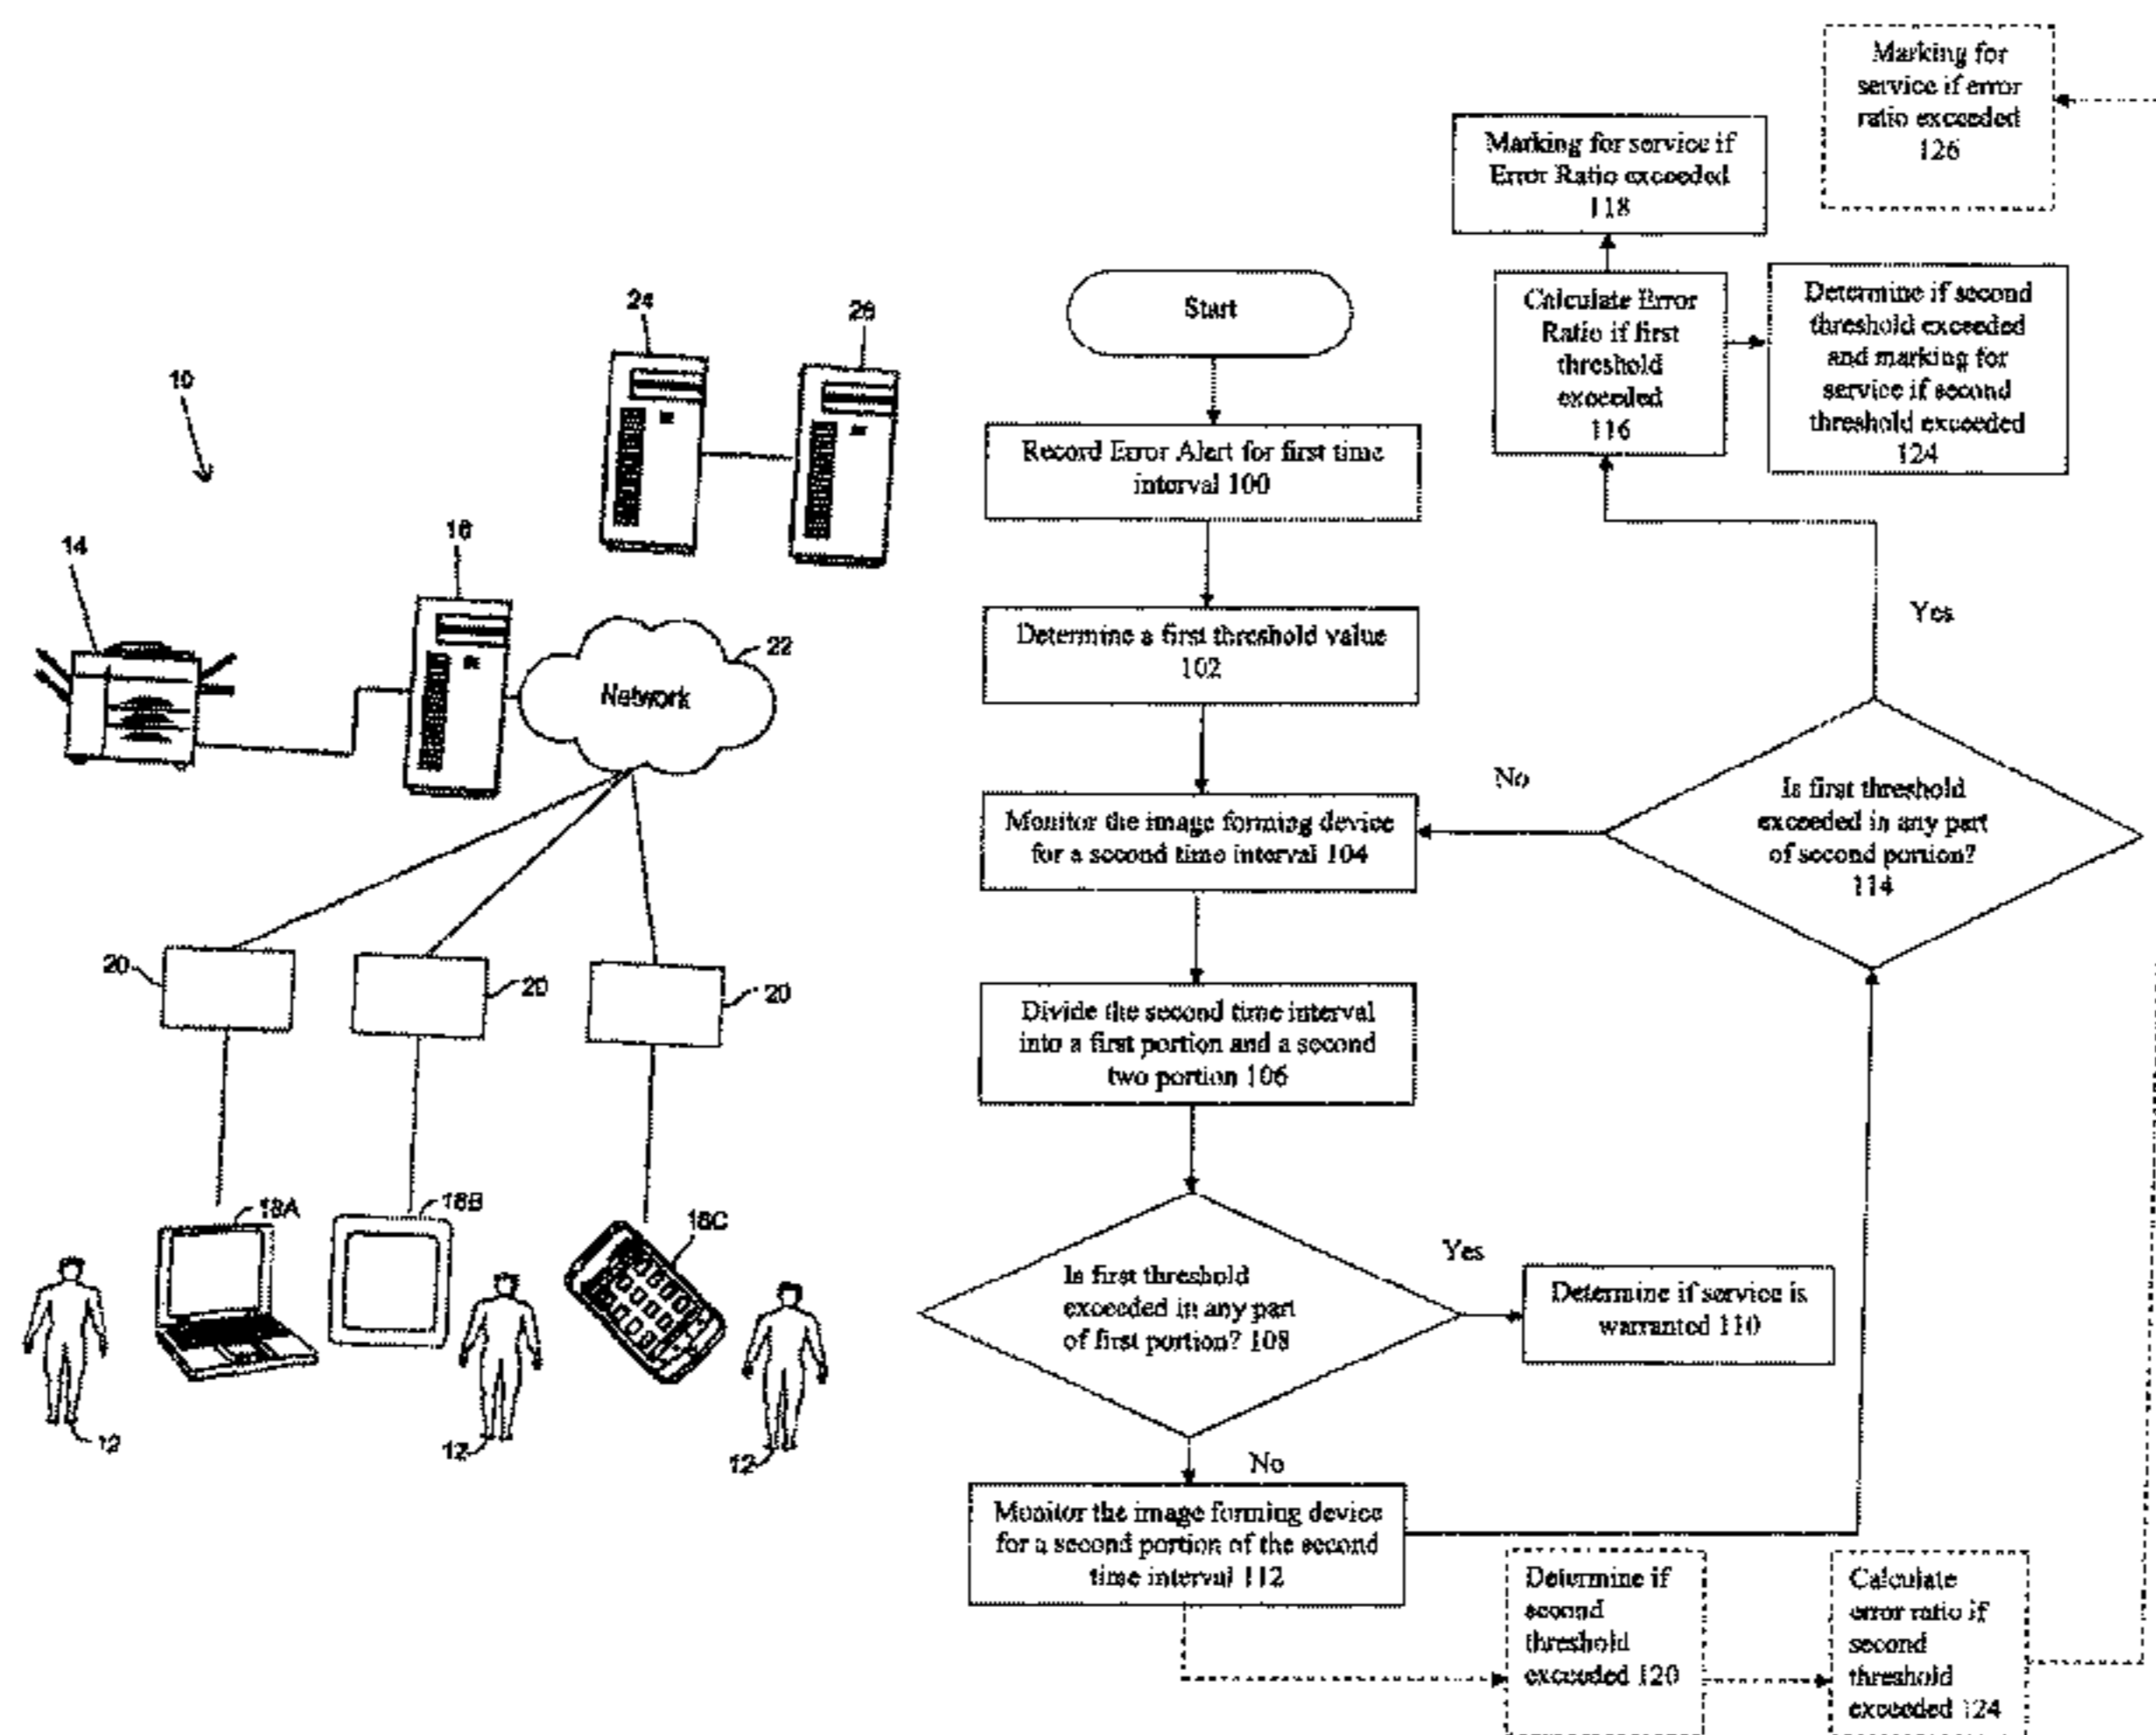 10
14
16
24
26
22
Network
20
20
20
18A
18B
18C
12
12
12
Start
Record Error Alert for first time
interval 100
Determine a first threshold value
102
Monitor the image forming device
for a second time interval 104
Divide the second time interval
into a first portion and a second
two portion 106
Is first threshold
exceeded in any part
of first portion? 108
Yes
Determine if service is
warranted 110
No
Monitor the image forming device
for a second portion of the second
time interval 112
Is first threshold
exceeded in any part
of second portion?
114
No
Yes
Calculate Error
Ratio if first
threshold
exceeded
116
Marking for service if
Error Ratio exceeded
118
Determine if second
threshold exceeded
and marking for
service if second
threshold exceeded
124
Determine if
second
threshold
exceeded 120
Calculate
error ratio if
second
threshold
exceeded 124
Marking for
service if error
ratio exceeded
126